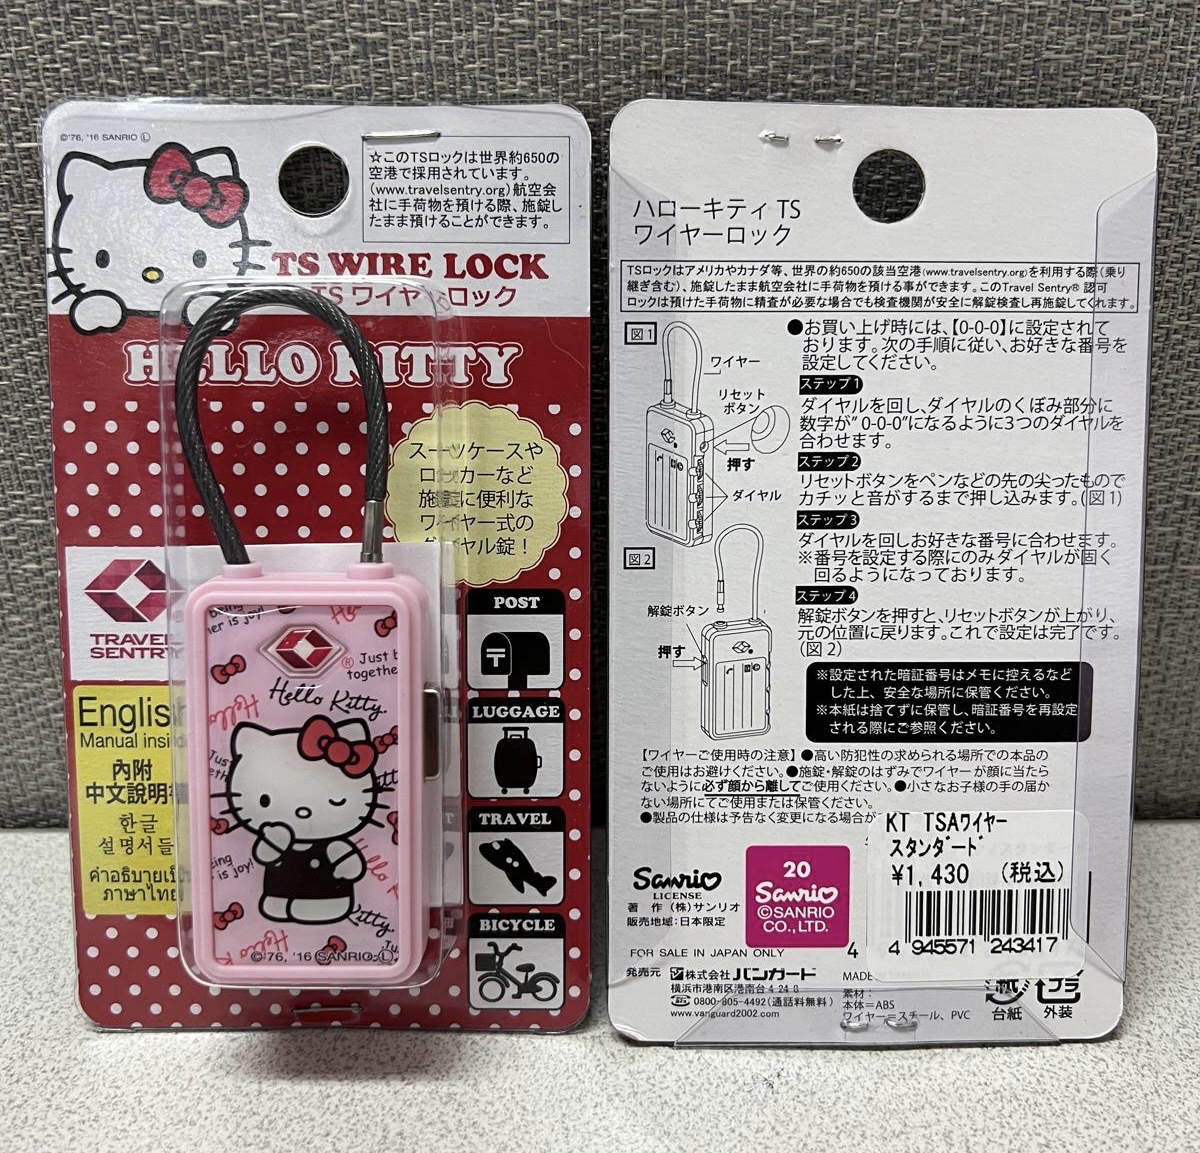 ©'76, '16 SANRIO Ⓛ
☆このTSロックは世界約650の
空港で採用されています。
(www.travelsentry.org)航空会
社に手荷物を預ける際、施錠し
たまま預けることができます。
TS WIRE LOCK
TS ワイヤーロック
HELLO KITTY
スーツケースや
ロッカーなど
施錠に便利な
ワイヤー式の
ダイヤル錠！
TRAVEL
SENTRY
English
Manual insi
內附
中文說明
한글
설명서들
คำอธิบายเป็น
ภาษาไทย
POST
LUGGAGE
TRAVEL
BICYCLE
®
Just
togethe
Hello Kitty.
©'76, '16 SANRIO Ⓛ
ハローキティ TS
ワイヤーロック
TSロックはアメリカやカナダ等、世界の約650の該当空港(www.travelsentry.org)を利用する際(乗り
継ぎ含む)、施錠したまま航空会社に手荷物を預ける事ができます。このTravel Sentry® 認可
ロックは預けた手荷物に精査が必要な場合でも検査機関が安全に解錠検査し再施錠してくれます。
図1
ワイヤー
リセット
ボタン
押す
ダイヤル
図2
解錠ボタン
押す
●お買い上げ時には、【0-0-0】に設定されて
おります。次の手順に従い、お好きな番号を
設定してください。
ステップ1
ダイヤルを回し、ダイヤルのくぼみ部分に
数字が" 0-0-0"になるように3つのダイヤルを
合わせます。
ステップ2
リセットボタンをペンなどの先の尖ったもので
カチッと音がするまで押し込みます。(図1)
ステップ3
ダイヤルを回しお好きな番号に合わせます。
※番号を設定する際にのみダイヤルが固く
回るようになっております。
ステップ4
解錠ボタンを押すと、リセットボタンが上がり、
元の位置に戻ります。これで設定は完了です。
(図2)
※設定された暗証番号はメモに控えるなど
した上、安全な場所に保管ください。
※本紙は捨てずに保管し、暗証番号を再設定
される際にご参照ください。
【ワイヤーご使用時の注意】●高い防犯性の求められる場所での本品の
ご使用はお避けください。●施錠・解錠のはずみでワイヤーが顔に当たら
ないように必ず顔から離してご使用ください。●小さなお子様の手の届か
ない場所にてご使用または保管ください。
●製品の仕様は予告なく変更になる場合が
KT TSAワイヤー
スタンダード
¥1,430 (税込)
4 945571 243417
Sanrio
LICENSE
著 作 (株)サンリオ
販売地域:日本限定
20
Sanrio
©SANRIO
CO., LTD.
FOR SALE IN JAPAN ONLY
4
発売元 株式会社 バンガード
横浜市港南区港南台4-24-8
0800-805-4492(通話料無料)
www.vanguard2002.com
MADE
素材：
本体＝ABS
ワイヤー＝スチール、PVC
紙
台紙
プラ
外装